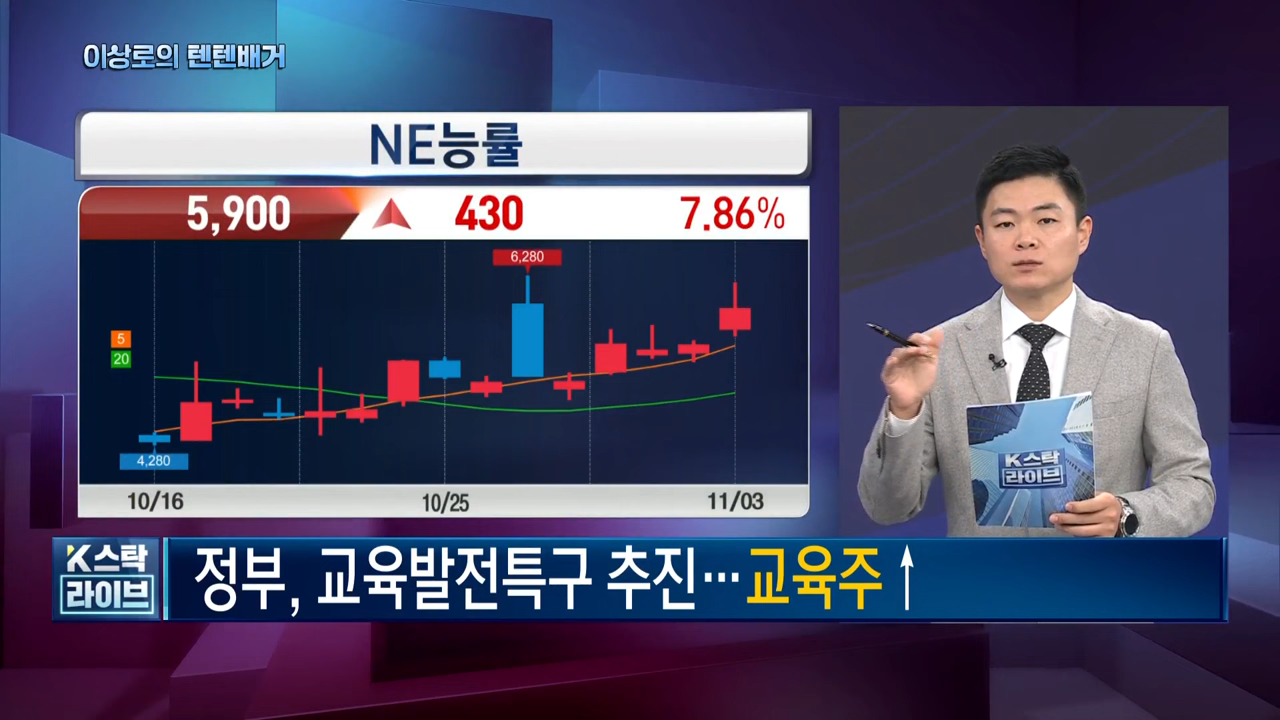 이상로의 텐텐배거
NE능률
5,900 430 7.86%
6,280
5
20
4,280
10/16 10/25 11/03
K스탁
라이브
K스탁
라이브
정부, 교육발전특구 추진…교육주↑